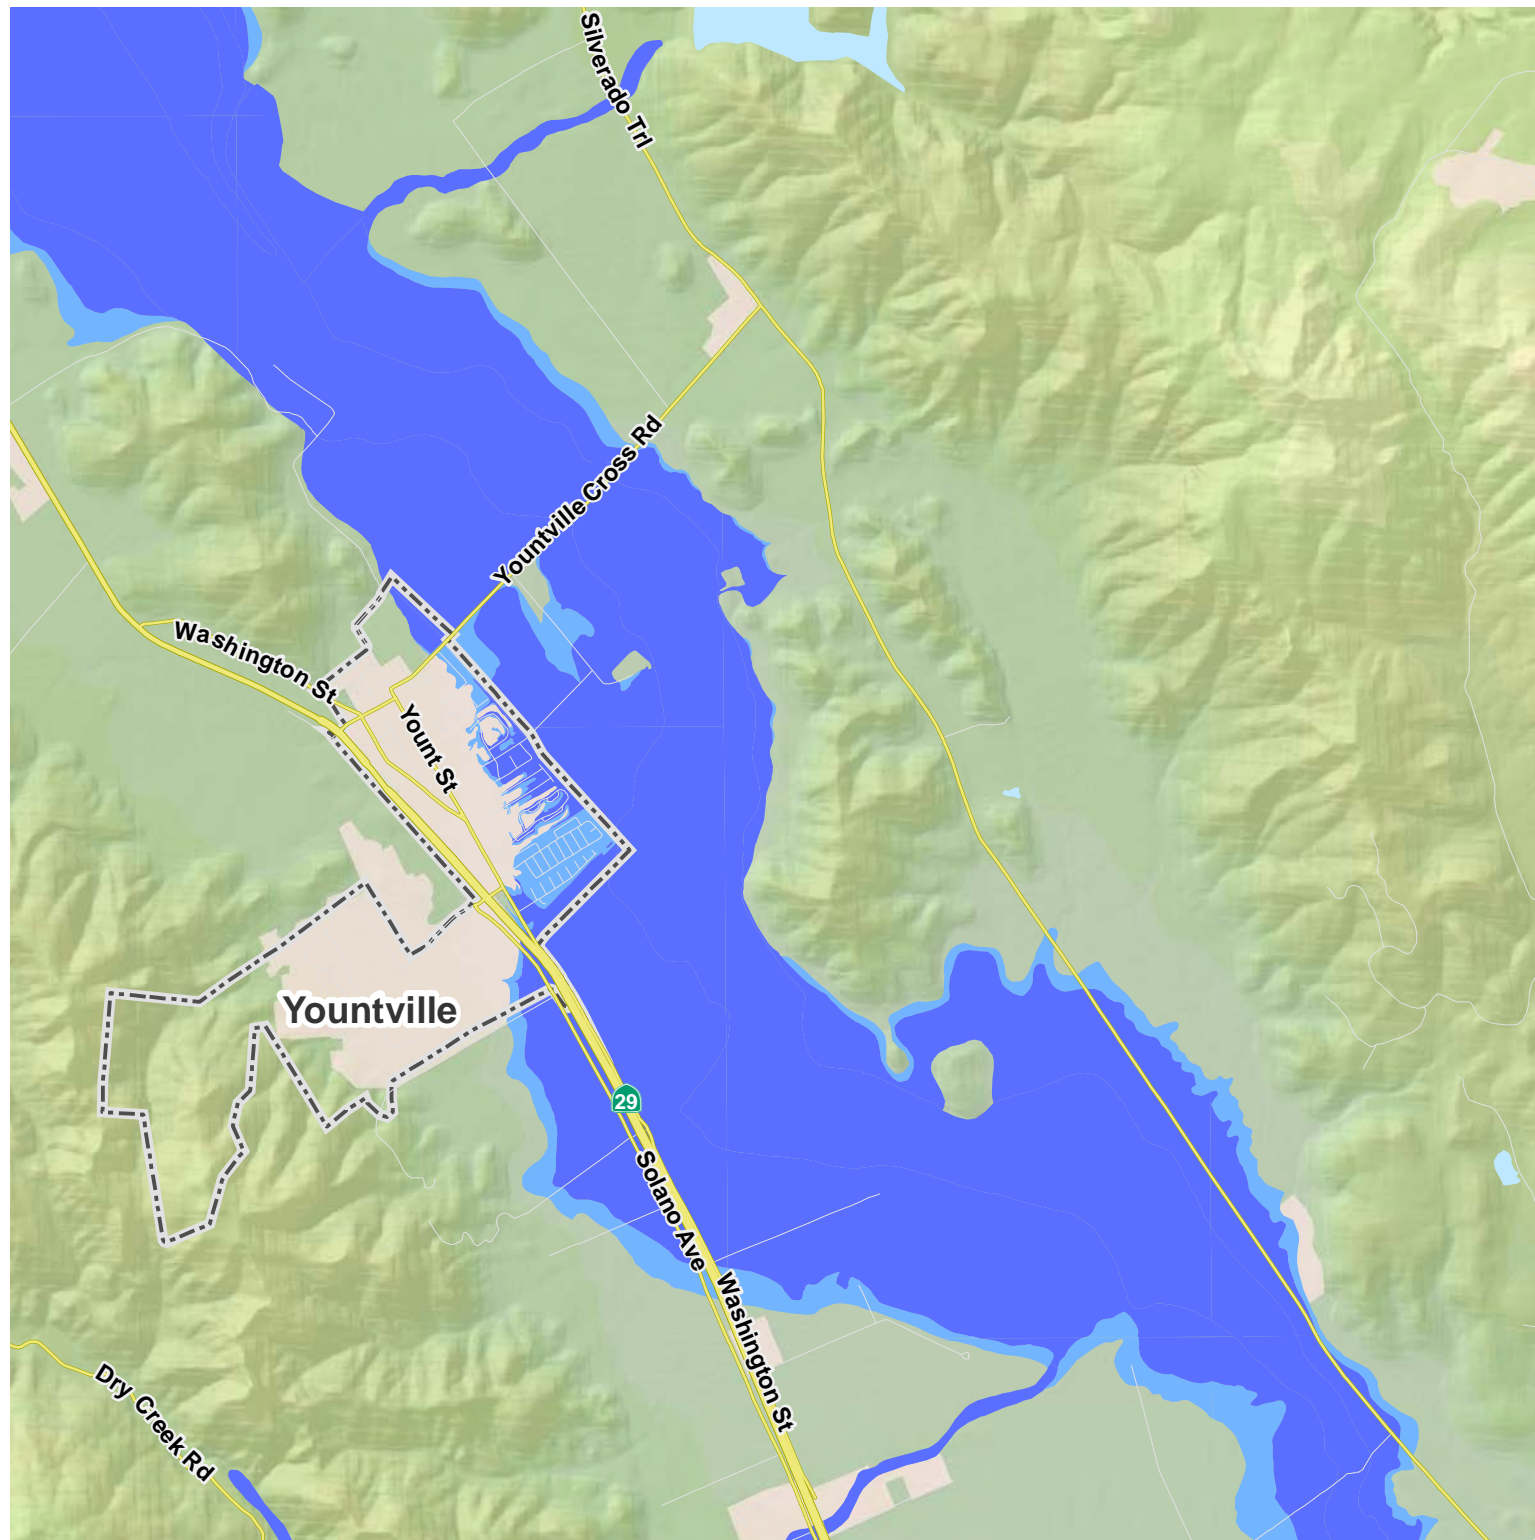 Silverado Trl
Yountville Cross Rd
Washington St
Yount St
Yountville
29
Solano Ave
Washington St
Dry Creek Rd